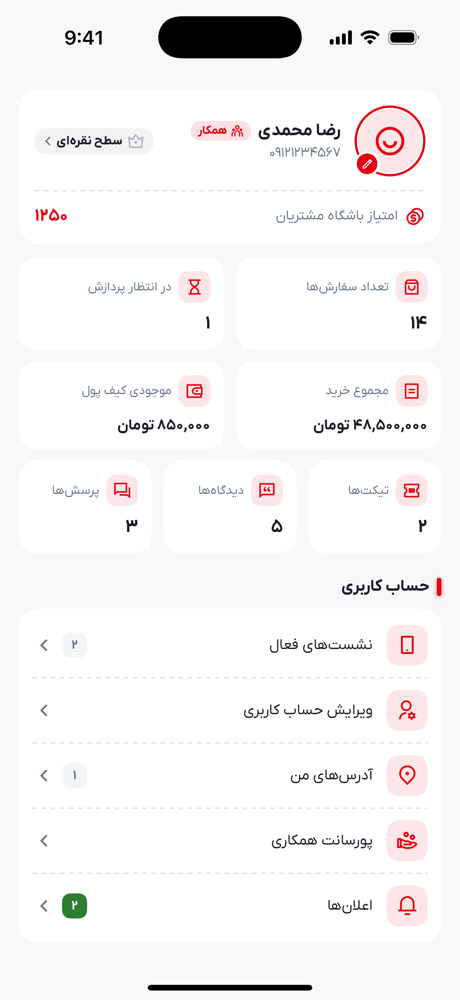 9:41
رضا محمدی همکار
۰۹۱۲۱۲۳۴۵۶۷
سطح نقره‌ای
امتیاز باشگاه مشتریان ۱۲۵۰
تعداد سفارش‌ها
۱۴
در انتظار پردازش
۱
مجموع خرید
۴۸,۵۰۰,۰۰۰ تومان
موجودی کیف پول
۸۵۰,۰۰۰ تومان
تیکت‌ها
۲
دیدگاه‌ها
۵
پرسش‌ها
۳
حساب کاربری
نشست‌های فعال ۲
ویرایش حساب کاربری
آدرس‌های من ۱
پورسانت همکاری
اعلان‌ها ۲